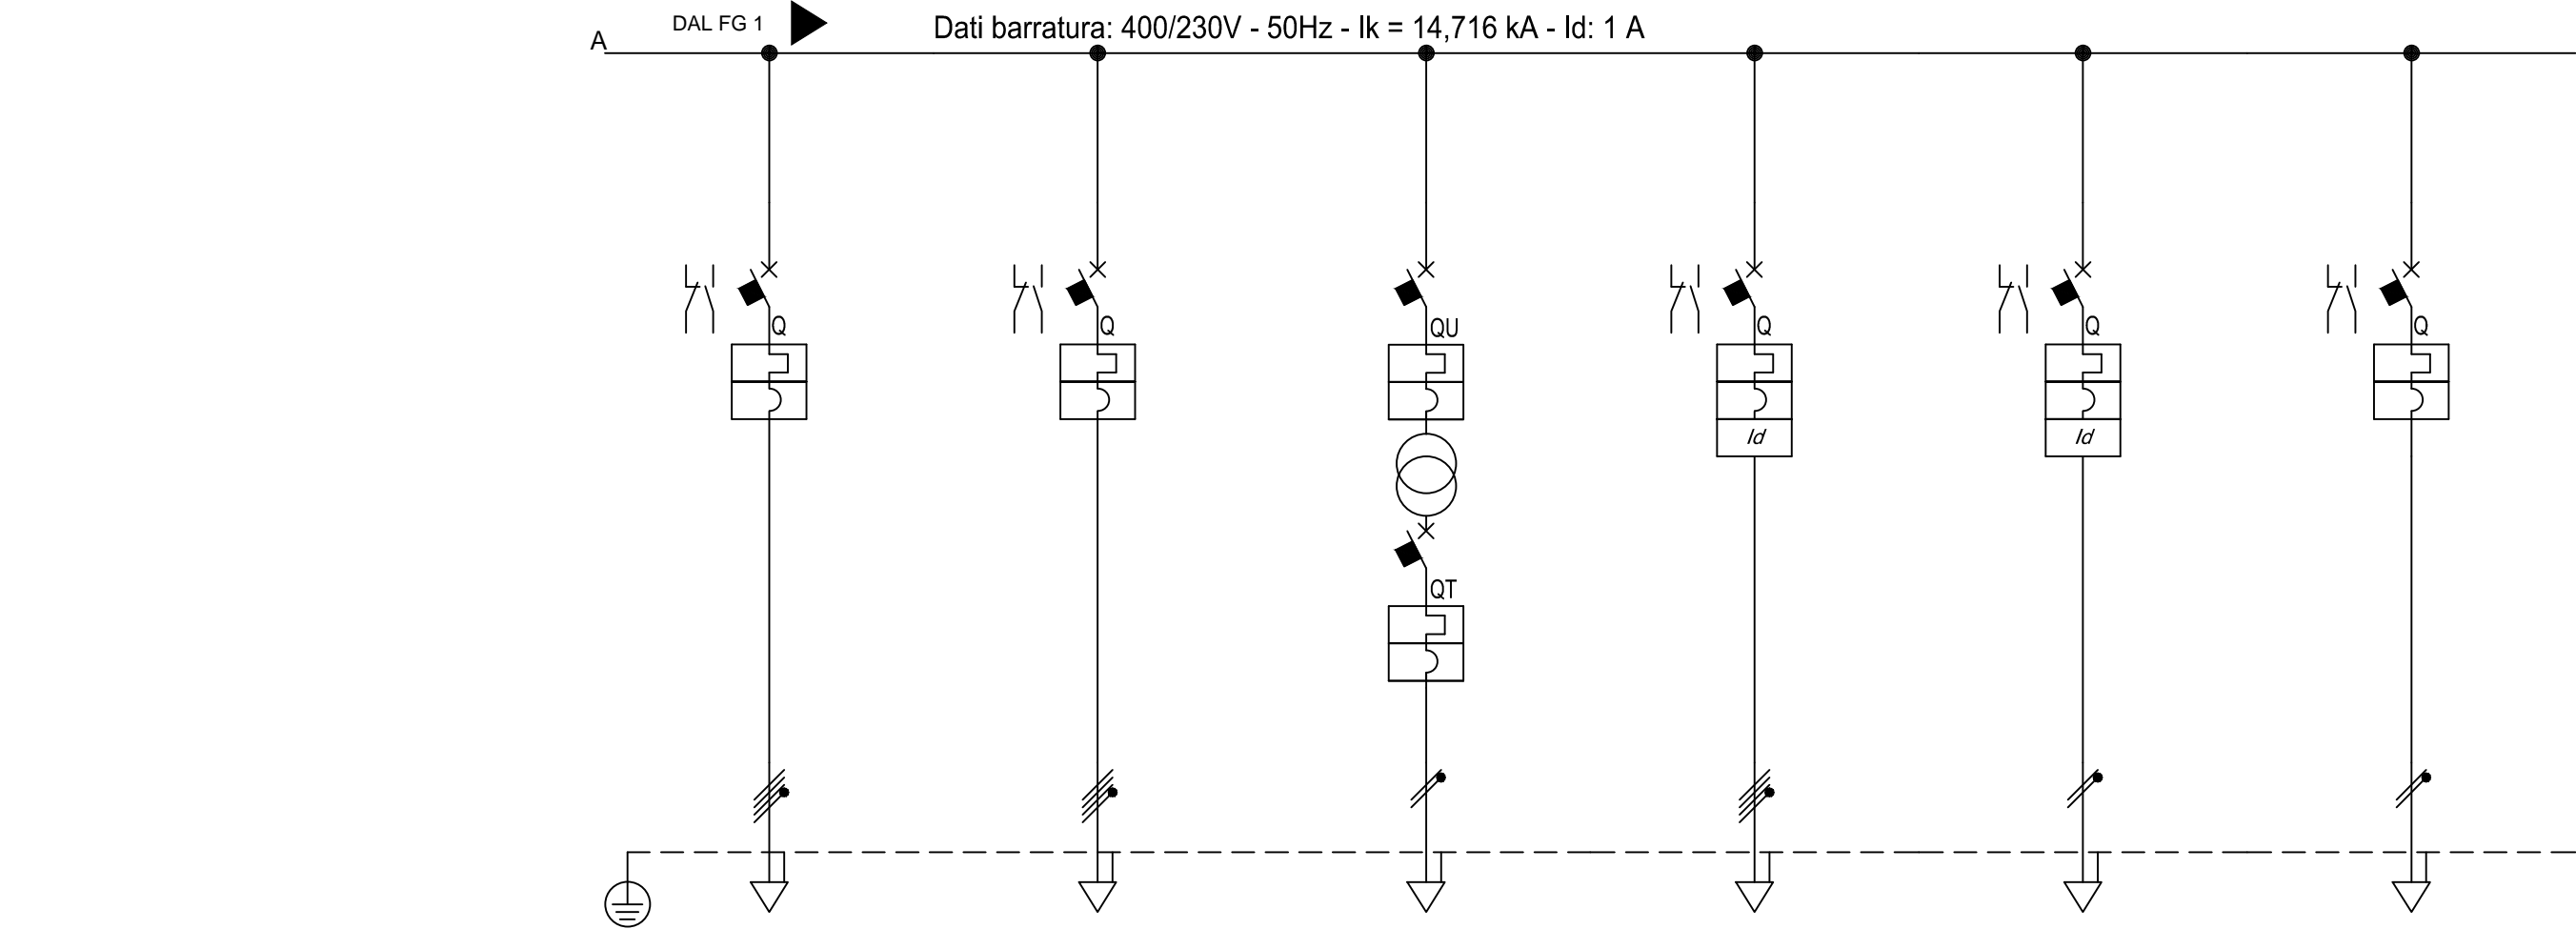 DAL FG 1
Dati barratura: 400/230V - 50Hz - Ik = 14,716 kA - Id: 1 A
A
Q
Q
QU
Q
Q
Q
Id
Id
QT